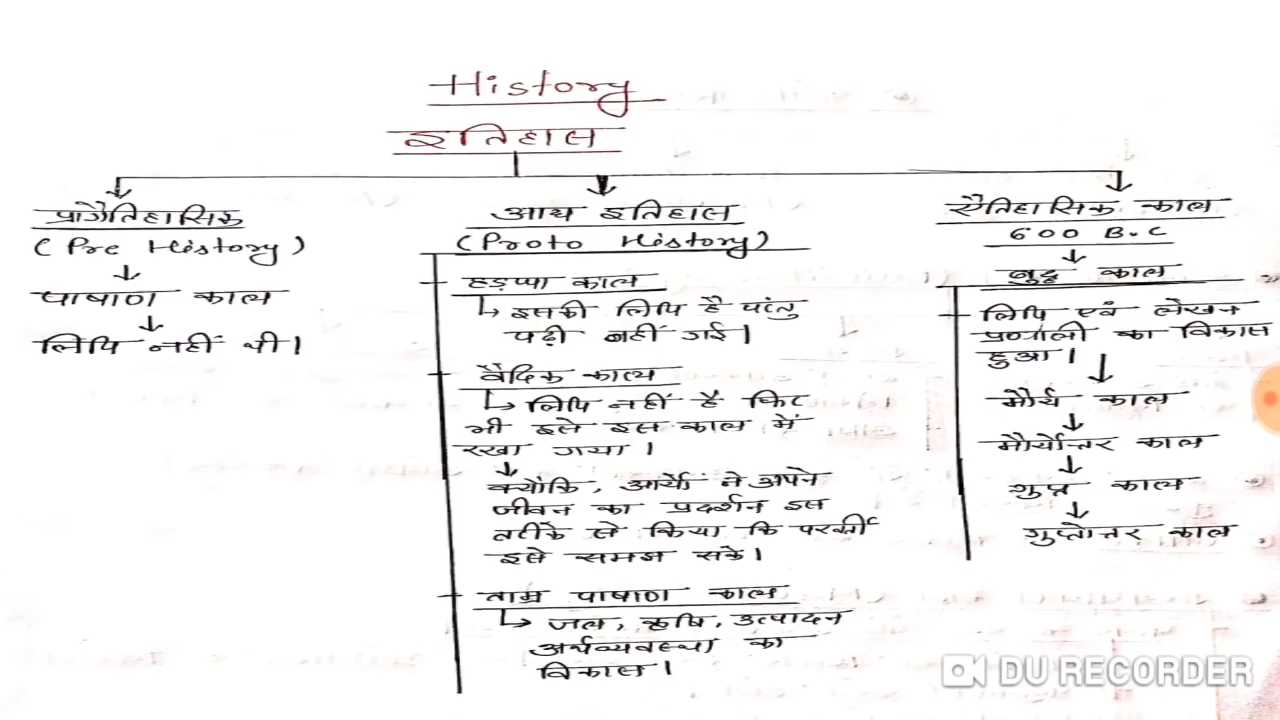 History
इतिहास
प्रागैतिहासिक
(Pre History)
पाषाण काल
लिपि नहीं थी।
आद्य इतिहास
(Proto History)
हड़प्पा काल
इसकी लिपि है परंतु
पढ़ी नहीं गई।
वैदिक काल
लिपि नहीं है फिर
भी इसे इस काल में
रखा गया।
क्योंकि, आर्यों ने अपने
जीवन का प्रदर्शन इस
तरीके से किया कि परवर्ती
इसे समझ सके।
ताम्र पाषाण काल
जल, कृषि, उत्पादन
अर्थव्यवस्था का
विकास।
ऐतिहासिक काल
600 B.C
बुद्ध काल
लिपि एवं लेखन
प्रणाली का विकास
हुआ।
मौर्य काल
मौर्योत्तर काल
गुप्त काल
गुप्तोत्तर काल
DU RECORDER